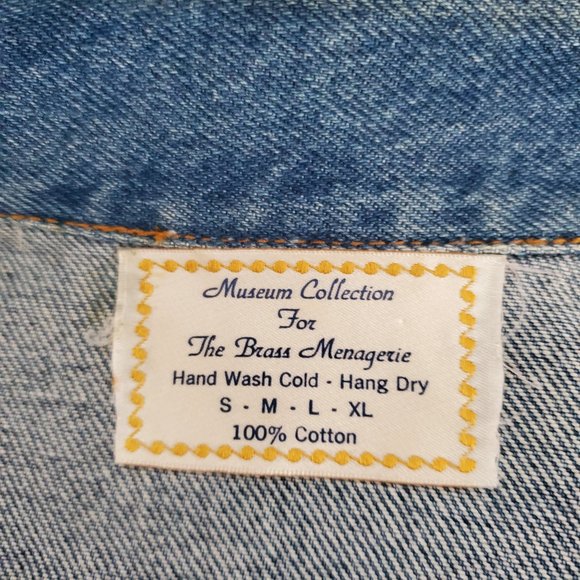 Museum Collection
For
The Brass Menagerie
Hand Wash Cold - Hang Dry
S - M - L - XL
100% Cotton